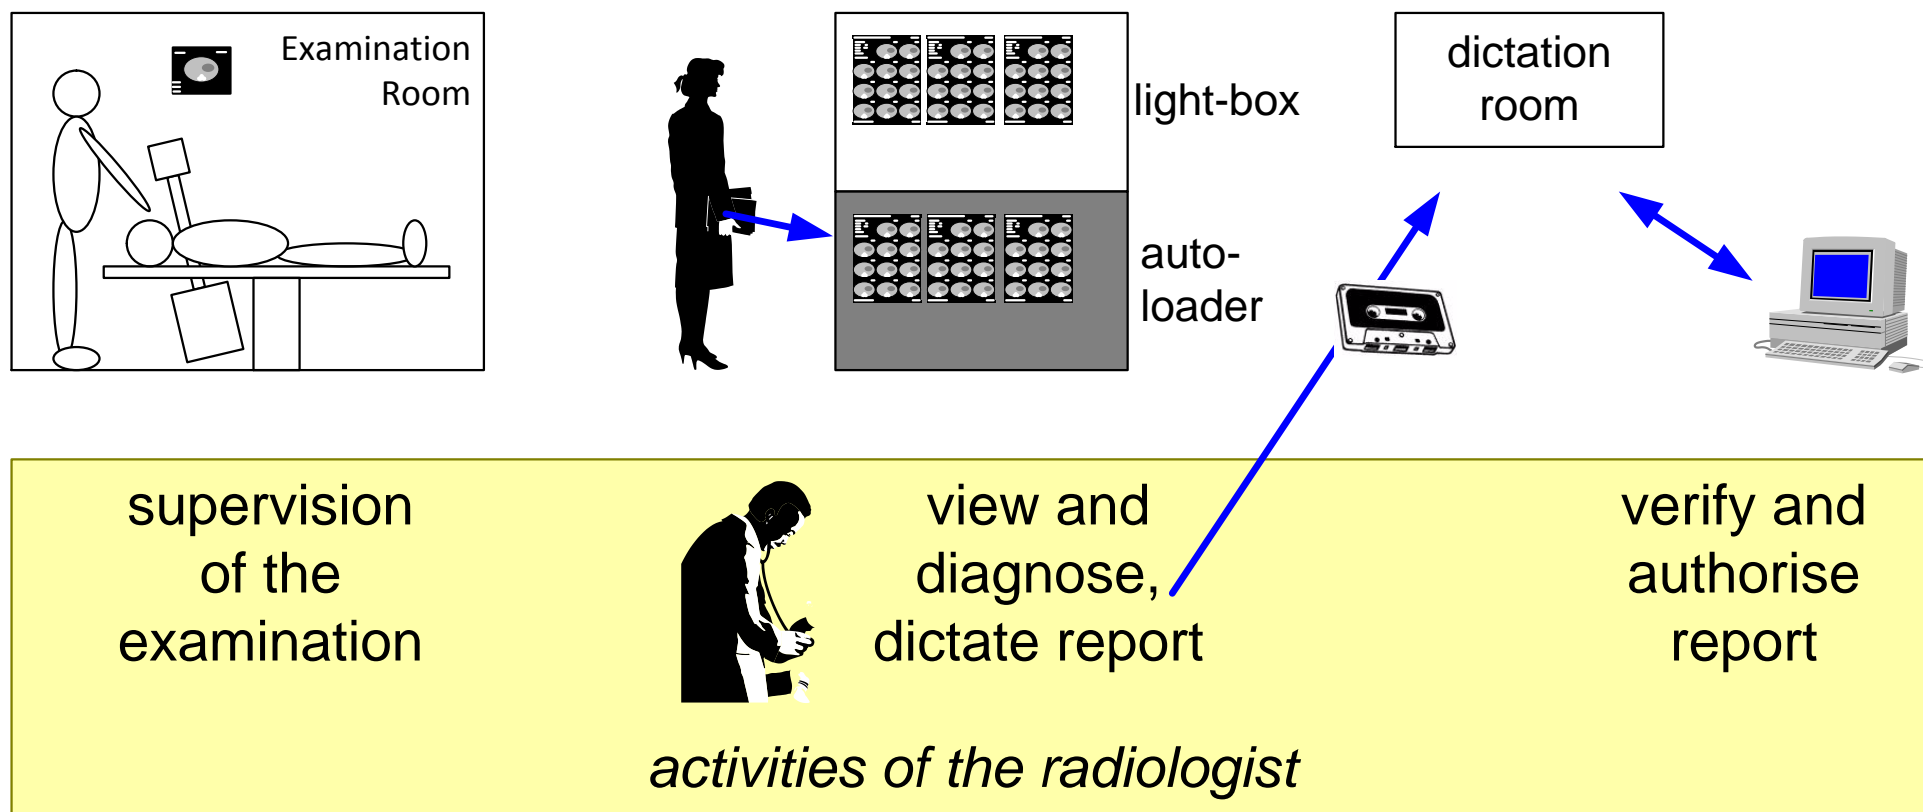 Examination
Room
light-box
auto-
loader
dictation
room
supervision
of the
examination
view and
diagnose,
dictate report
verify and
authorise
report
activities of the radiologist